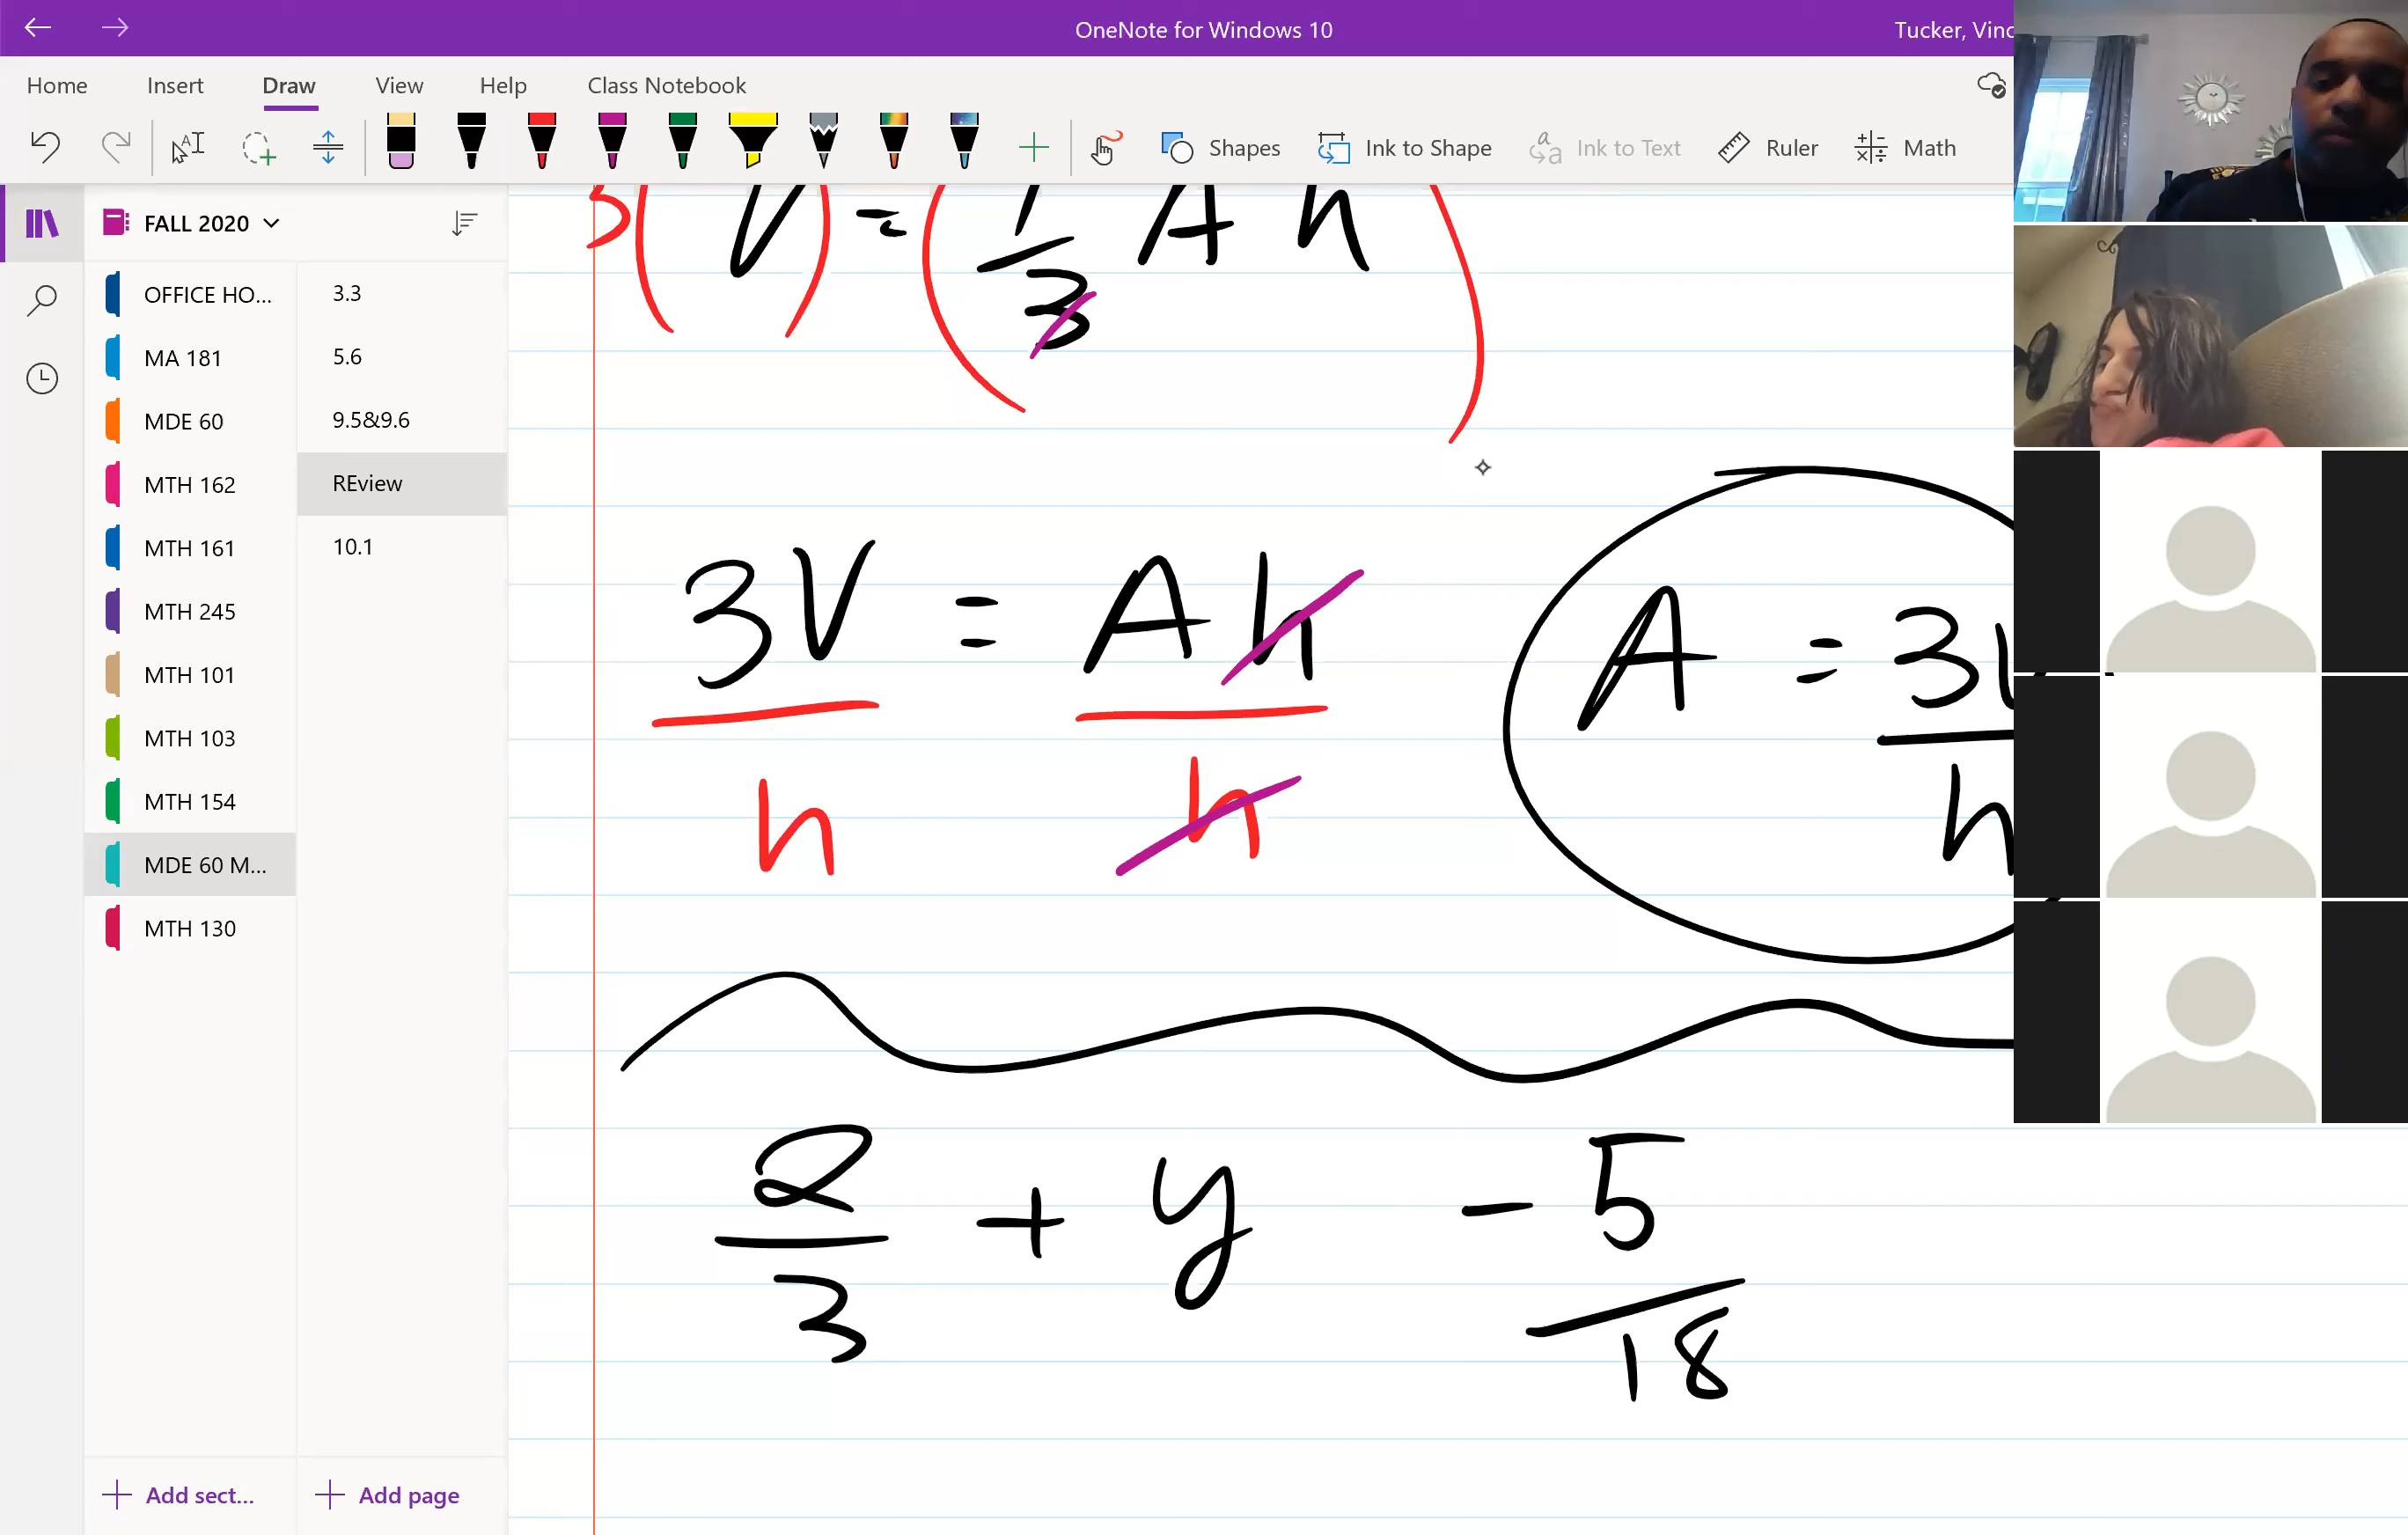 OneNote for Windows 10
Tucker, Vinc
Home Insert Draw View Help Class Notebook
Shapes Ink to Shape Ink to Text Ruler Math
FALL 2020
OFFICE HO...
MA 181
MDE 60
MTH 162
MTH 161
MTH 245
MTH 101
MTH 103
MTH 154
MDE 60 M...
MTH 130
Add sect...
3.3
5.6
9.5&9.6
REview
10.1
Add page
3(V) = (1/3 A h)
3V/h = Ah/h
A = 3V/h
2/3 + y - 5/18